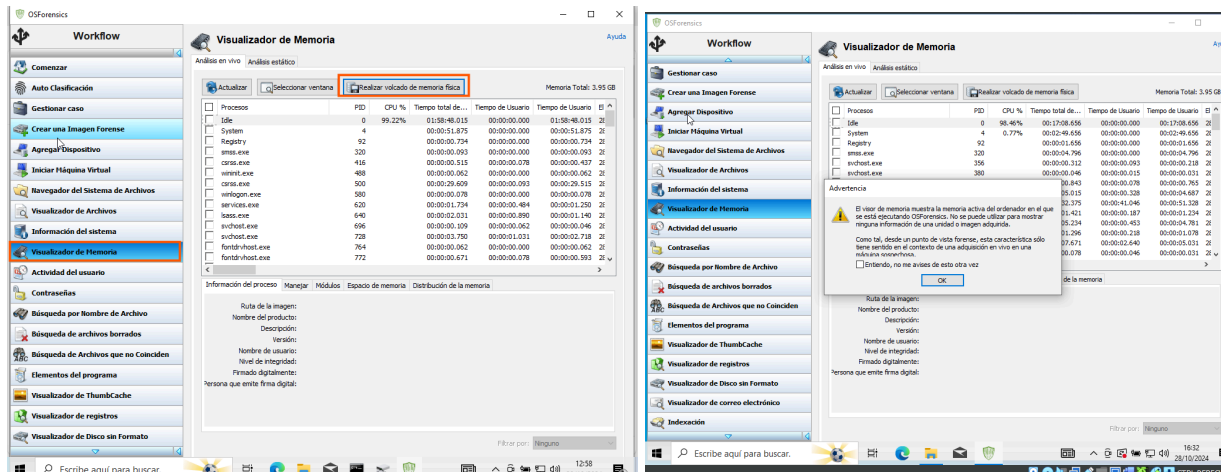 OSForensics
Workflow
Comenzar
Auto Clasificación
Gestionar caso
Crear una Imagen Forense
Agregar Dispositivo
Iniciar Máquina Virtual
Navegador del Sistema de Archivos
Visualizador de Archivos
Información del sistema
Visualizador de Memoria
Actividad del usuario
Contraseñas
Búsqueda por Nombre de Archivo
Búsqueda de archivos borrados
Búsqueda de Archivos que no Coinciden
Elementos del programa
Visualizador de ThumbCache
Visualizador de registros
Visualizador de Disco sin Formato
Visualizador de Memoria
Ayuda
Análisis en vivo Análisis estático
Actualizar Seleccionar ventana Realizar volcado de memoria física Memoria Total: 3.95 GB
Procesos PID CPU % Tiempo total de... Tiempo de Usuario Tiempo de Usuario
Idle 0 99.22% 01:58:48.015 00:00:00.000 01:58:48.015
System 4 00:00:51.875 00:00:00.000 00:00:51.875
Registry 92 00:00:00.734 00:00:00.000 00:00:00.734
smss.exe 320 00:00:00.093 00:00:00.000 00:00:00.093
csrss.exe 416 00:00:00.515 00:00:00.078 00:00:00.437
wininit.exe 488 00:00:00.062 00:00:00.000 00:00:00.062
csrss.exe 500 00:00:29.609 00:00:00.093 00:00:29.515
winlogon.exe 580 00:00:00.078 00:00:00.000 00:00:00.078
services.exe 620 00:00:01.734 00:00:00.484 00:00:01.250
lsass.exe 640 00:00:02.031 00:00:00.890 00:00:01.140
svchost.exe 696 00:00:00.109 00:00:00.062 00:00:00.046
svchost.exe 728 00:00:03.750 00:00:01.031 00:00:02.718
fontdrvhost.exe 764 00:00:00.062 00:00:00.000 00:00:00.062
fontdrvhost.exe 772 00:00:00.671 00:00:00.078 00:00:00.593
Información del proceso Manejar Módulos Espacio de memoria Distribución de la memoria
Ruta de la imagen:
Nombre del producto:
Descripción:
Versión:
Nombre de usuario:
Nivel de integridad:
Firmado digitalmente:
Persona que emite firma digital:
Filtrar por: Ninguno
Escribe aquí para buscar.
12:58
OSForensics
Workflow
Gestionar caso
Crear una Imagen Forense
Agregar Dispositivo
Iniciar Máquina Virtual
Navegador del Sistema de Archivos
Visualizador de Archivos
Información del sistema
Visualizador de Memoria
Actividad del usuario
Contraseñas
Búsqueda por Nombre de Archivo
Búsqueda de archivos borrados
Búsqueda de Archivos que no Coinciden
Elementos del programa
Visualizador de ThumbCache
Visualizador de registros
Visualizador de Disco sin Formato
Visualizador de correo electrónico
Indexación
Visualizador de Memoria
Análisis en vivo Análisis estático
Actualizar Seleccionar ventana Realizar volcado de memoria física Memoria Total: 3.95 GB
Procesos PID CPU % Tiempo total de... Tiempo de Usuario Tiempo de Usuario
Idle 0 98.46% 00:17:08.656 00:00:00.000 00:17:08.656
System 4 0.77% 00:02:49.656 00:00:00.000 00:02:49.656
Registry 92 00:00:01.656 00:00:00.000 00:00:01.656
smss.exe 320 00:00:04.796 00:00:00.000 00:00:04.796
svchost.exe 356 00:00:00.312 00:00:00.093 00:00:00.218
svchost.exe 380 00:00:00.046 00:00:00.015 00:00:00.031
Advertencia
El visor de memoria muestra la memoria activa del ordenador en el que
se está ejecutando OSForensics. No se puede utilizar para mostrar
ninguna información de una unidad o imagen adquirida.
Como tal, desde un punto de vista forense, esta característica sólo
tiene sentido en el contexto de una adquisición en vivo en una
máquina sospechosa.
Entiendo, no me avises de esto otra vez
OK
de la memoria
Ruta de la imagen:
Nombre del producto:
Descripción:
Versión:
Nombre de usuario:
Nivel de integridad:
Firmado digitalmente:
Persona que emite firma digital:
Filtrar por: Ninguno
Escribe aquí para buscar.
16:32
28/10/2024